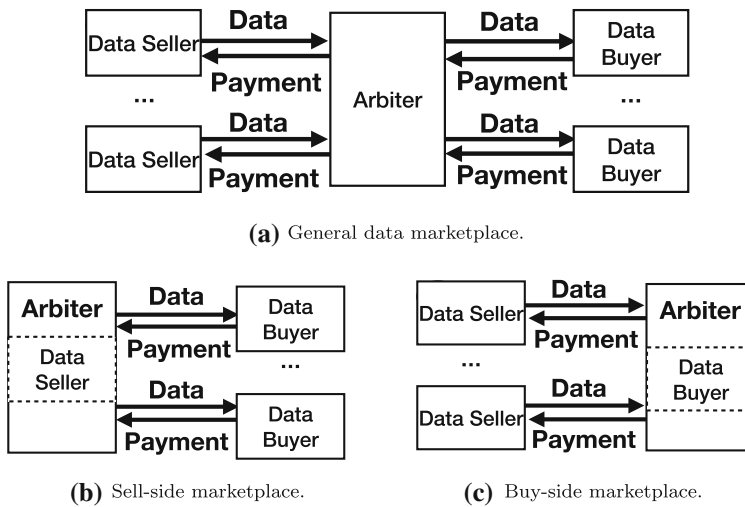 Data Seller
Data
Payment
...
Data Seller
Data
Payment
Arbiter
Data
Payment
Data
Payment
Data
Buyer
...
Data
Buyer
(a) General data marketplace.
Arbiter
Data
Seller
Data
Payment
Data
Payment
Data
Buyer
...
Data
Buyer
(b) Sell-side marketplace.
Data Seller
...
Data Seller
Data
Payment
Data
Payment
Arbiter
Data
Buyer
(c) Buy-side marketplace.